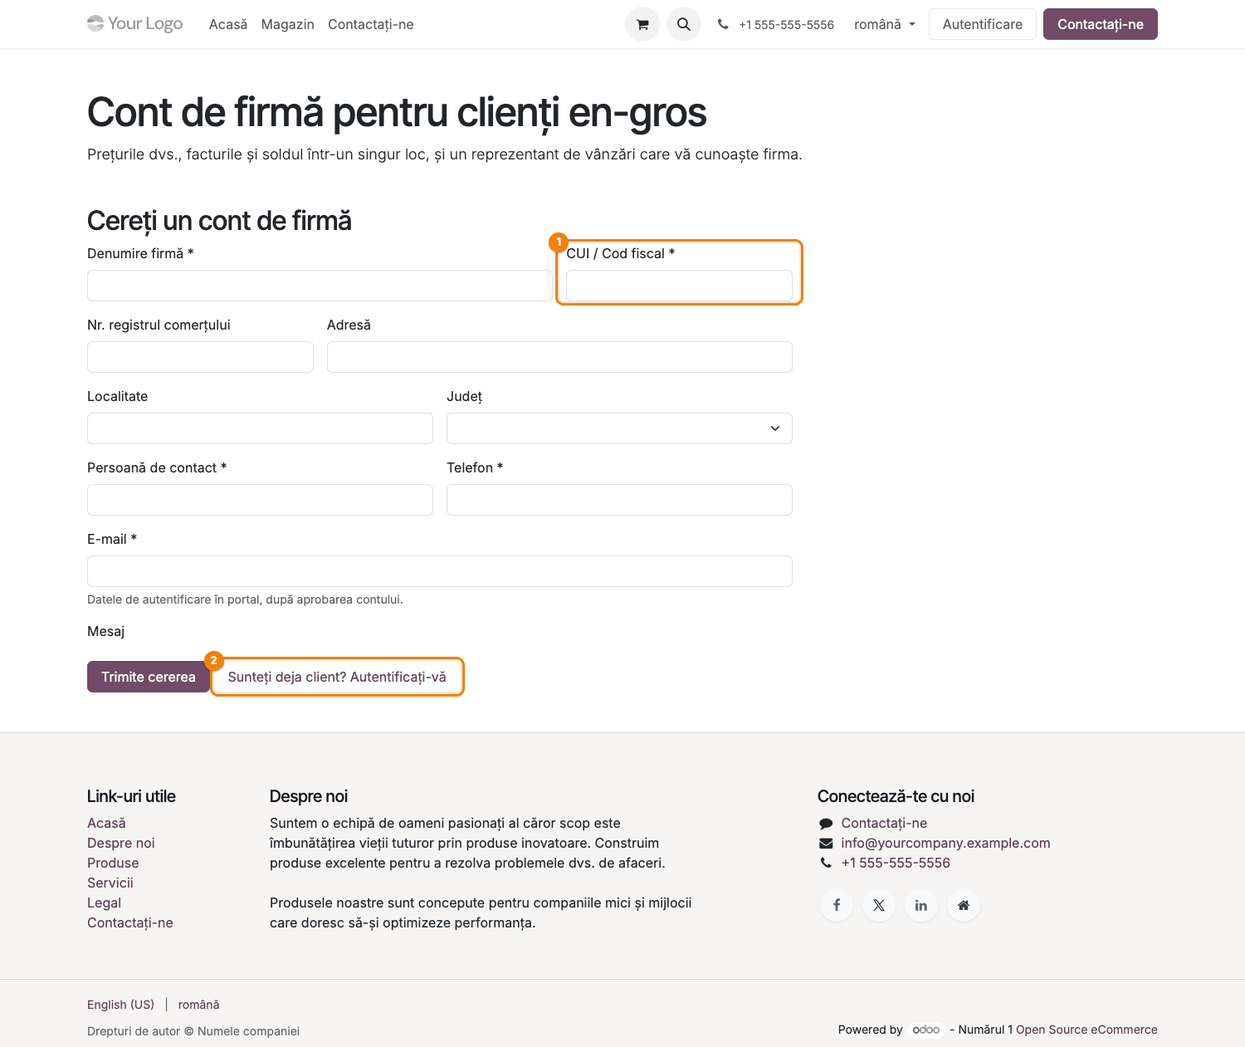 Your Logo
Acasă
Magazin
Contactați-ne
+1 555-555-5556
română
Autentificare
Contactați-ne
Cont de firmă pentru clienți en-gros
Prețurile dvs., facturile și soldul într-un singur loc, și un reprezentant de vânzări care vă cunoaște firma.
Cereți un cont de firmă
Denumire firmă *
1
CUI / Cod fiscal *
Nr. registrul comerțului
Adresă
Localitate
Județ
Persoană de contact *
Telefon *
E-mail *
Datele de autentificare în portal, după aprobarea contului.
Mesaj
Trimite cererea
2
Sunteți deja client? Autentificați-vă
Link-uri utile
Acasă
Despre noi
Produse
Servicii
Legal
Contactați-ne
Despre noi
Suntem o echipă de oameni pasionați al căror scop este
îmbunătățirea vieții tuturor prin produse inovatoare. Construim
produse excelente pentru a rezolva problemele dvs. de afaceri.
Produsele noastre sunt concepute pentru companiile mici și mijlocii
care doresc să-și optimizeze performanța.
Conectează-te cu noi
Contactați-ne
info@yourcompany.example.com
+1 555-555-5556
English (US) | română
Drepturi de autor © Numele companiei
Powered by odoo - Numărul 1 Open Source eCommerce